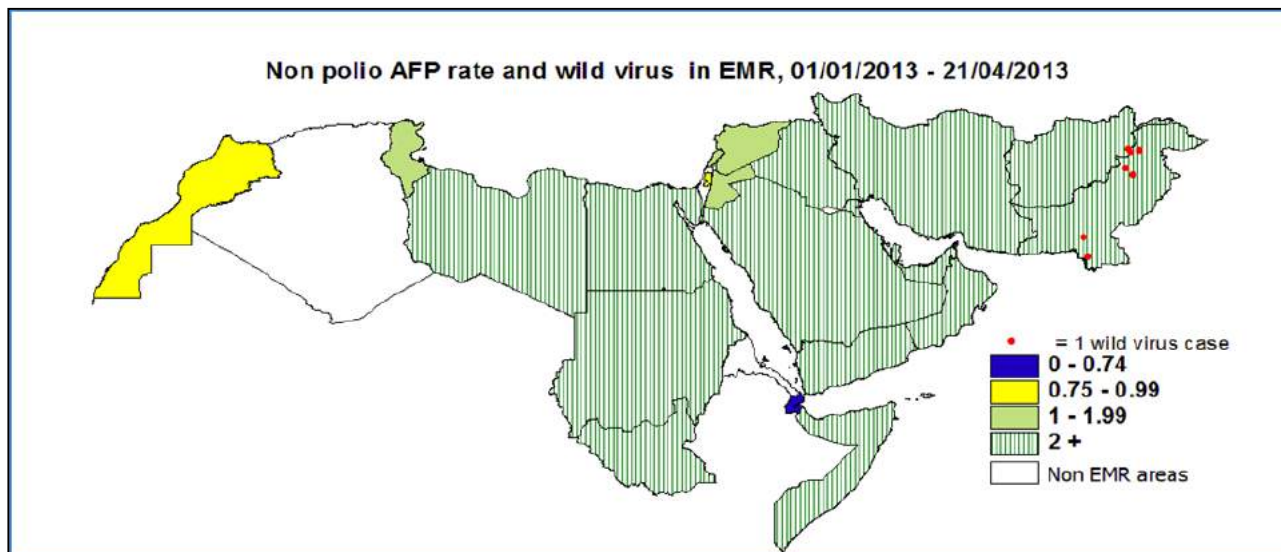 Non polio AFP rate and wild virus in EMR, 01/01/2013 - 21/04/2013
= 1 wild virus case
0 - 0.74
0.75 - 0.99
1 - 1.99
2 +
Non EMR areas